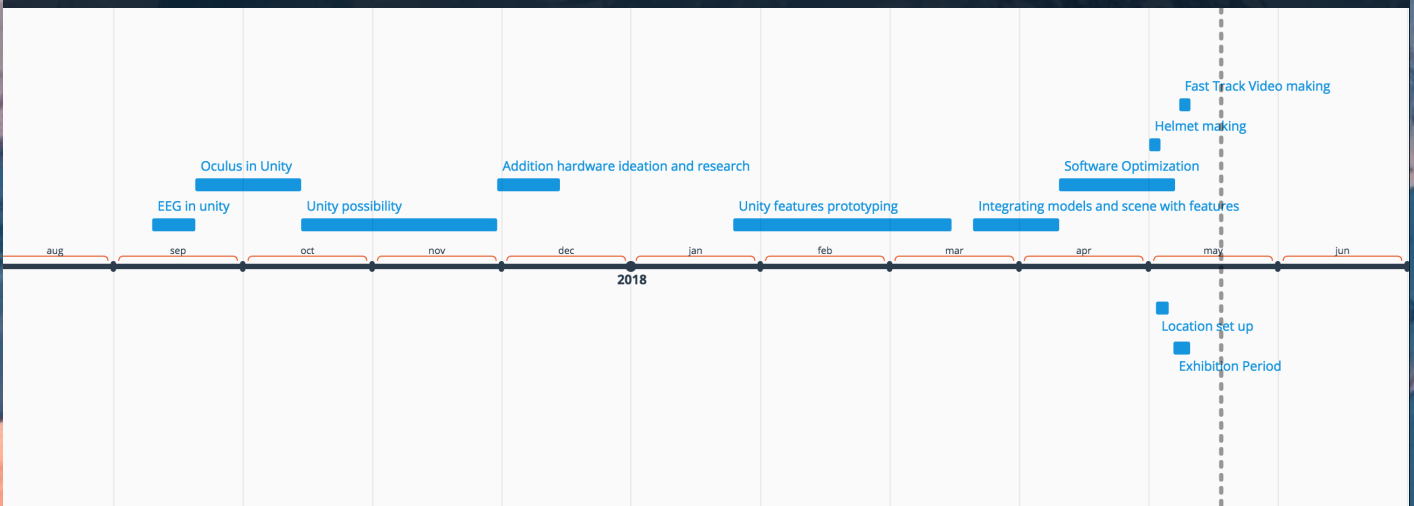 Fast Track Video making
Helmet making
Oculus in Unity
Addition hardware ideation and research
Software Optimization
EEG in unity
Unity possibility
Unity features prototyping
Integrating models and scene with features
aug
sep
oct
nov
dec
jan
feb
mar
apr
may
jun
2018
Location set up
Exhibition Period